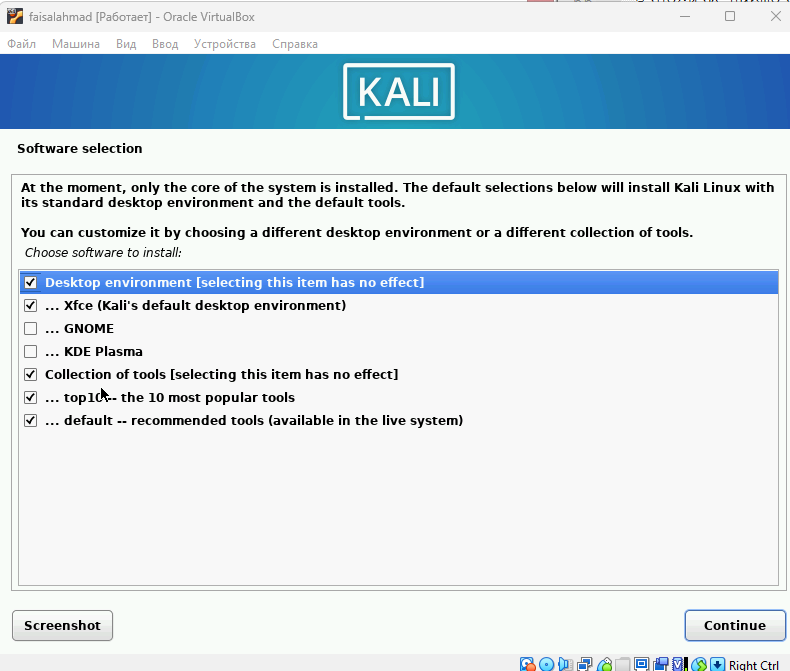 faisalahmad [Работает] - Oracle VirtualBox
Файл Машина Вид Ввод Устройства Справка
KALI
Software selection
At the moment, only the core of the system is installed. The default selections below will install Kali Linux with
its standard desktop environment and the default tools.
You can customize it by choosing a different desktop environment or a different collection of tools.
Choose software to install:
Desktop environment [selecting this item has no effect]
... Xfce (Kali's default desktop environment)
... GNOME
... KDE Plasma
Collection of tools [selecting this item has no effect]
... top10 -- the 10 most popular tools
... default -- recommended tools (available in the live system)
Screenshot Continue
Right Ctrl